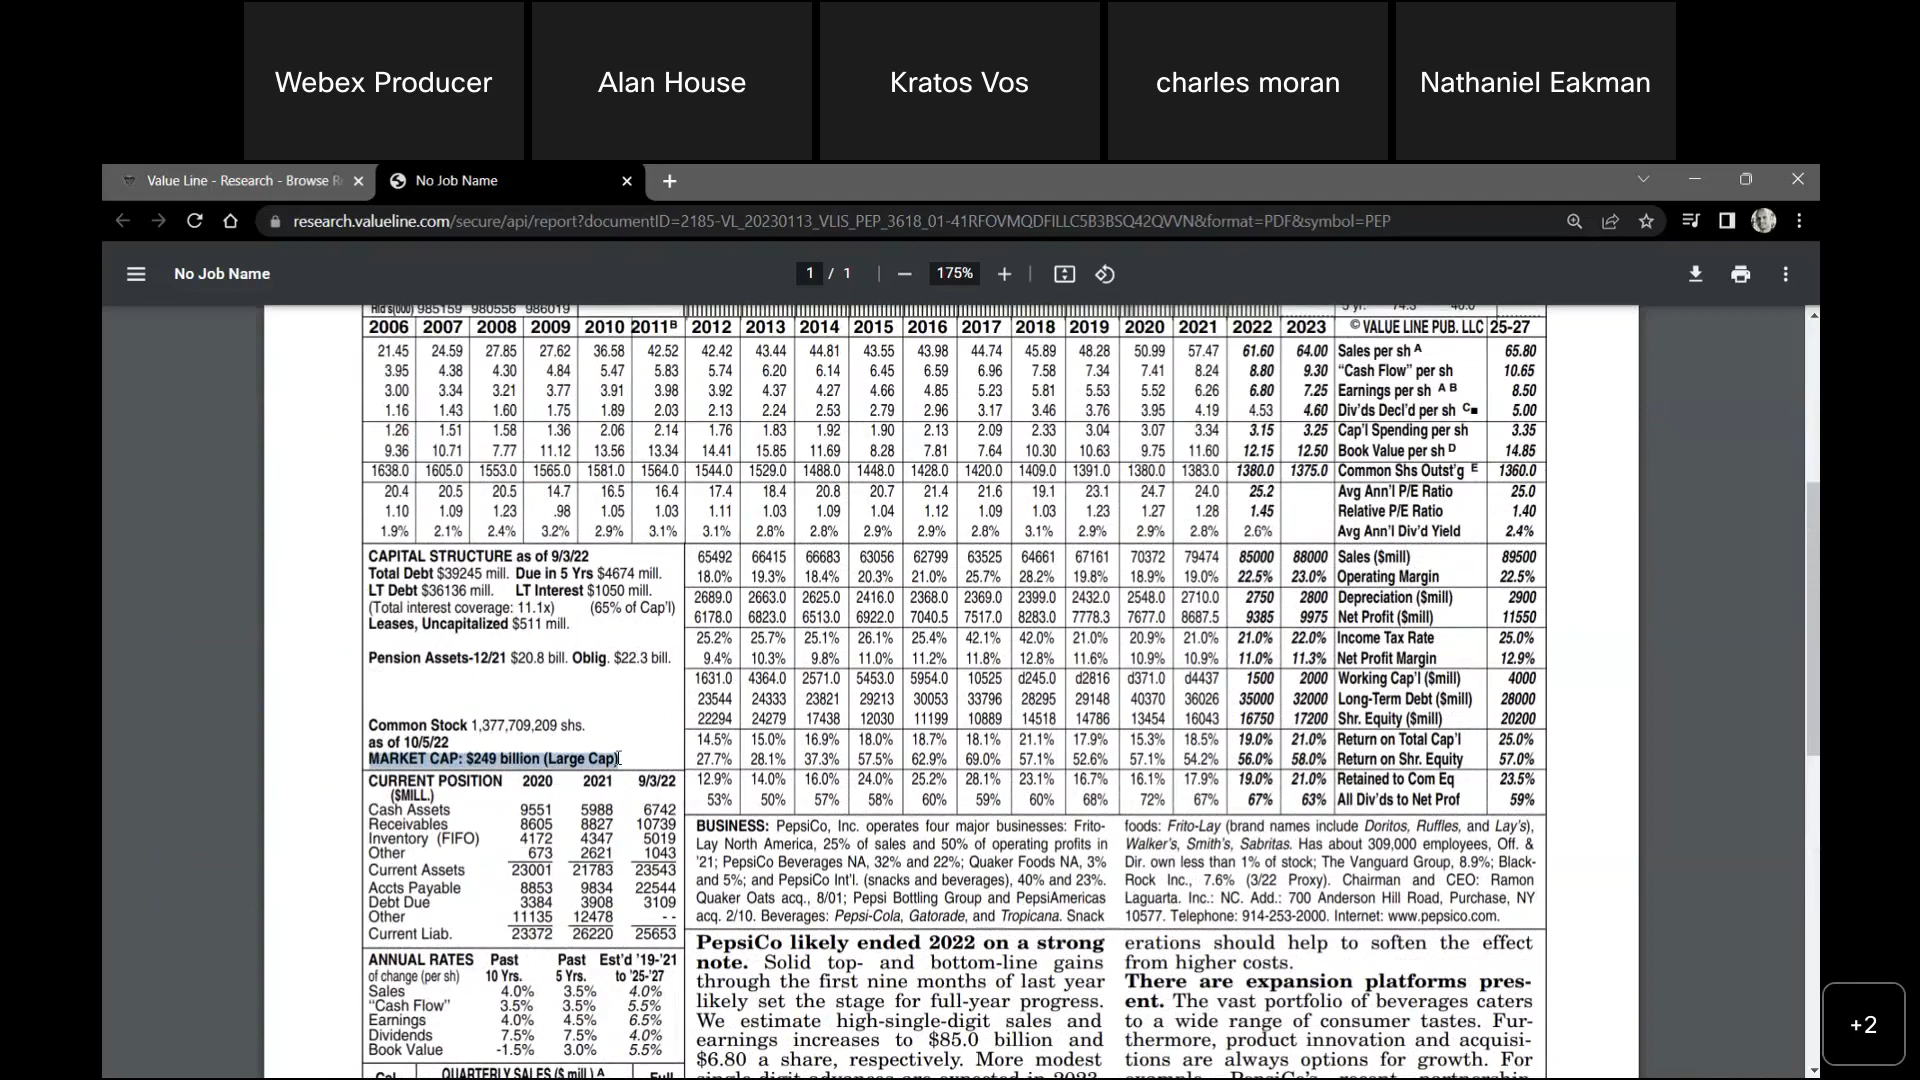 Webex Producer
Alan House
Kratos Vos
charles moran
Nathaniel Eakman
Value Line - Research - Browse R
No Job Name
research.valueline.com/secure/api/report?documentID=2185-VL_20230113_VLIS_PEP_3618_01-41RFOVMQDFILLC5B3BSQ42QVVN&format=PDF&symbol=PEP
No Job Name
1 / 1
175%
Hld's(000) 985159 980556 986019
2006 2007 2008 2009 2010 2011B 2012 2013 2014 2015 2016 2017 2018 2019 2020 2021 2022 2023 © VALUE LINE PUB. LLC 25-27
21.45 24.59 27.85 27.62 36.58 42.52 42.42 43.44 44.81 43.55 43.98 44.74 45.89 48.28 50.99 57.47 61.60 64.00 Sales per sh A 65.80
3.95 4.38 4.30 4.84 5.47 5.83 5.74 6.20 6.14 6.45 6.59 6.96 7.58 7.34 7.41 8.24 8.80 9.30 “Cash Flow” per sh 10.65
3.00 3.34 3.21 3.77 3.91 3.98 3.92 4.37 4.27 4.66 4.85 5.23 5.81 5.53 5.52 6.26 6.80 7.25 Earnings per sh A B 8.50
1.16 1.43 1.60 1.75 1.89 2.03 2.13 2.24 2.53 2.79 2.96 3.17 3.46 3.76 3.95 4.19 4.53 4.60 Div'ds Decl'd per sh C■ 5.00
1.26 1.51 1.58 1.36 2.06 2.14 1.76 1.83 1.92 1.90 2.13 2.09 2.33 3.04 3.07 3.34 3.15 3.25 Cap'l Spending per sh 3.35
9.36 10.71 7.77 11.12 13.56 13.34 14.41 15.85 11.69 8.28 7.81 7.64 10.30 10.63 9.75 11.60 12.15 12.50 Book Value per sh D 14.85
1638.0 1605.0 1553.0 1565.0 1581.0 1564.0 1544.0 1529.0 1488.0 1448.0 1428.0 1420.0 1409.0 1391.0 1380.0 1383.0 1380.0 1375.0 Common Shs Outst'g E 1360.0
20.4 20.5 20.5 14.7 16.5 16.4 17.4 18.4 20.8 20.7 21.4 21.6 19.1 23.1 24.7 24.0 25.2 Avg Ann'l P/E Ratio 25.0
1.10 1.09 1.23 .98 1.05 1.03 1.11 1.03 1.09 1.04 1.12 1.09 1.03 1.23 1.27 1.28 1.45 Relative P/E Ratio 1.40
1.9% 2.1% 2.4% 3.2% 2.9% 3.1% 3.1% 2.8% 2.8% 2.9% 2.9% 2.8% 3.1% 2.9% 2.9% 2.8% 2.6% Avg Ann'l Div'd Yield 2.4%
CAPITAL STRUCTURE as of 9/3/22
Total Debt $39245 mill. Due in 5 Yrs $4674 mill.
LT Debt $36136 mill. LT Interest $1050 mill.
(Total interest coverage: 11.1x) (65% of Cap'l)
Leases, Uncapitalized $511 mill.
Pension Assets-12/21 $20.8 bill. Oblig. $22.3 bill.
Common Stock 1,377,709,209 shs.
as of 10/5/22
MARKET CAP: $249 billion (Large Cap)
65492 66415 66683 63056 62799 63525 64661 67161 70372 79474 85000 88000 Sales ($mill) 89500
18.0% 19.3% 18.4% 20.3% 21.0% 25.7% 28.2% 19.8% 18.9% 19.0% 22.5% 23.0% Operating Margin 22.5%
2689.0 2663.0 2625.0 2416.0 2368.0 2369.0 2399.0 2432.0 2548.0 2710.0 2750 2800 Depreciation ($mill) 2900
6178.0 6823.0 6513.0 6922.0 7040.5 7517.0 8283.0 7778.3 7677.0 8687.5 9385 9975 Net Profit ($mill) 11550
25.2% 25.7% 25.1% 26.1% 25.4% 42.1% 42.0% 21.0% 20.9% 21.0% 21.0% 22.0% Income Tax Rate 25.0%
9.4% 10.3% 9.8% 11.0% 11.2% 11.8% 12.8% 11.6% 10.9% 10.9% 11.0% 11.3% Net Profit Margin 12.9%
1631.0 4364.0 2571.0 5453.0 5954.0 10525 d245.0 d2816 d371.0 d4437 1500 2000 Working Cap'l ($mill) 4000
23544 24333 23821 29213 30053 33796 28295 29148 40370 36026 35000 32000 Long-Term Debt ($mill) 28000
22294 24279 17438 12030 11199 10889 14518 14786 13454 16043 16750 17200 Shr. Equity ($mill) 20200
14.5% 15.0% 16.9% 18.0% 18.7% 18.1% 21.1% 17.9% 15.3% 18.5% 19.0% 21.0% Return on Total Cap'l 25.0%
27.7% 28.1% 37.3% 57.5% 62.9% 69.0% 57.1% 52.6% 57.1% 54.2% 56.0% 58.0% Return on Shr. Equity 57.0%
12.9% 14.0% 16.0% 24.0% 25.2% 28.1% 23.1% 16.7% 16.1% 17.9% 19.0% 21.0% Retained to Com Eq 23.5%
53% 50% 57% 58% 60% 59% 60% 68% 72% 67% 67% 63% All Div'ds to Net Prof 59%
CURRENT POSITION 2020 2021 9/3/22
($MILL.)
Cash Assets 9551 5988 6742
Receivables 8605 8827 10739
Inventory (FIFO) 4172 4347 5019
Other 673 2621 1043
Current Assets 23001 21783 23543
Accts Payable 8853 9834 22544
Debt Due 3384 3908 3109
Other 11135 12478 - -
Current Liab. 23372 26220 25653
ANNUAL RATES Past Past Est'd '19-'21
of change (per sh) 10 Yrs. 5 Yrs. to '25-'27
Sales 4.0% 3.5% 4.0%
“Cash Flow” 3.5% 3.5% 5.5%
Earnings 4.0% 4.5% 6.5%
Dividends 7.5% 7.5% 4.0%
Book Value -1.5% 3.0% 5.5%
QUARTERLY SALES ($ mill.) A
BUSINESS: PepsiCo, Inc. operates four major businesses: Frito-
Lay North America, 25% of sales and 50% of operating profits in
'21; PepsiCo Beverages NA, 32% and 22%; Quaker Foods NA, 3%
and 5%; and PepsiCo Int'l. (snacks and beverages), 40% and 23%.
Quaker Oats acq., 8/01; Pepsi Bottling Group and PepsiAmericas
acq. 2/10. Beverages: Pepsi-Cola, Gatorade, and Tropicana. Snack
foods: Frito-Lay (brand names include Doritos, Ruffles, and Lay's),
Walker's, Smith's, Sabritas. Has about 309,000 employees, Off. &
Dir. own less than 1% of stock; The Vanguard Group, 8.9%; Black-
Rock Inc., 7.6% (3/22 Proxy). Chairman and CEO: Ramon
Laguarta. Inc.: NC. Add.: 700 Anderson Hill Road, Purchase, NY
10577. Telephone: 914-253-2000. Internet: www.pepsico.com.
PepsiCo likely ended 2022 on a strong
note. Solid top- and bottom-line gains
through the first nine months of last year
likely set the stage for full-year progress.
We estimate high-single-digit sales and
earnings increases to $85.0 billion and
$6.80 a share, respectively. More modest
erations should help to soften the effect
from higher costs.
There are expansion platforms pres-
ent. The vast portfolio of beverages caters
to a wide range of consumer tastes. Fur-
thermore, product innovation and acquisi-
tions are always options for growth. For
+2